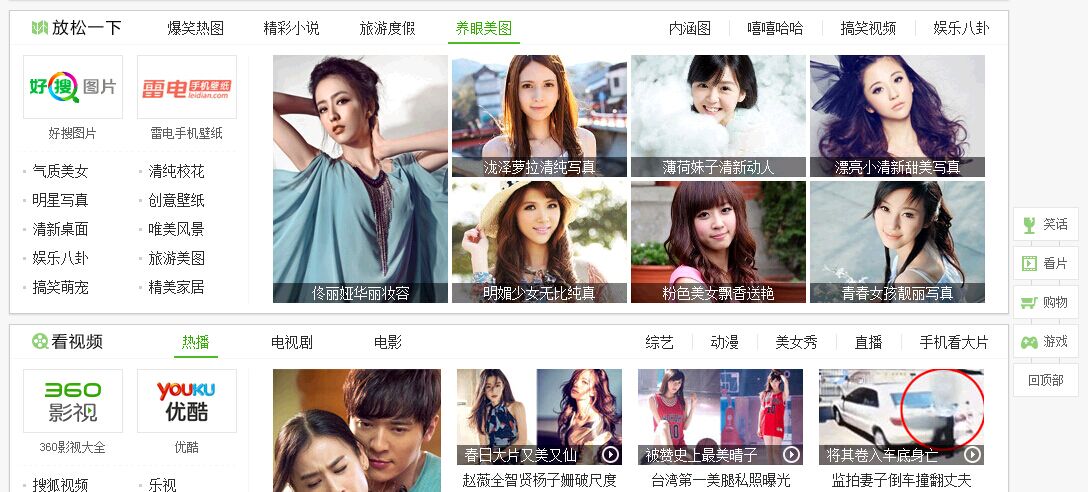 放松一下 爆笑热图 精彩小说 旅游度假 养眼美图 内涵图 嘻嘻哈哈 搞笑视频 娱乐八卦
好搜图片 雷电手机壁纸 leidian.com
好搜图片 雷电手机壁纸
气质美女 清纯校花
明星写真 创意壁纸
清新桌面 唯美风景
娱乐八卦 旅游美图
搞笑萌宠 精美家居
泷泽萝拉清纯写真 薄荷妹子清新动人 漂亮小清新甜美写真
佟丽娅华丽妆容 明媚少女无比纯真 粉色美女飘香送艳 青春女孩靓丽写真
笑话
看片
购物
游戏
回顶部
看视频 热播 电视剧 电影 综艺 动漫 美女秀 直播 手机看大片
360影视 YOUKU优酷
360影视大全 优酷
搜狐视频 乐视
春日大片又美又仙 被赞史上最美晴子 将其卷入车底身亡
赵薇全智贤杨子姗破尺度 台湾第一美腿私照曝光 监拍妻子倒车撞翻丈夫